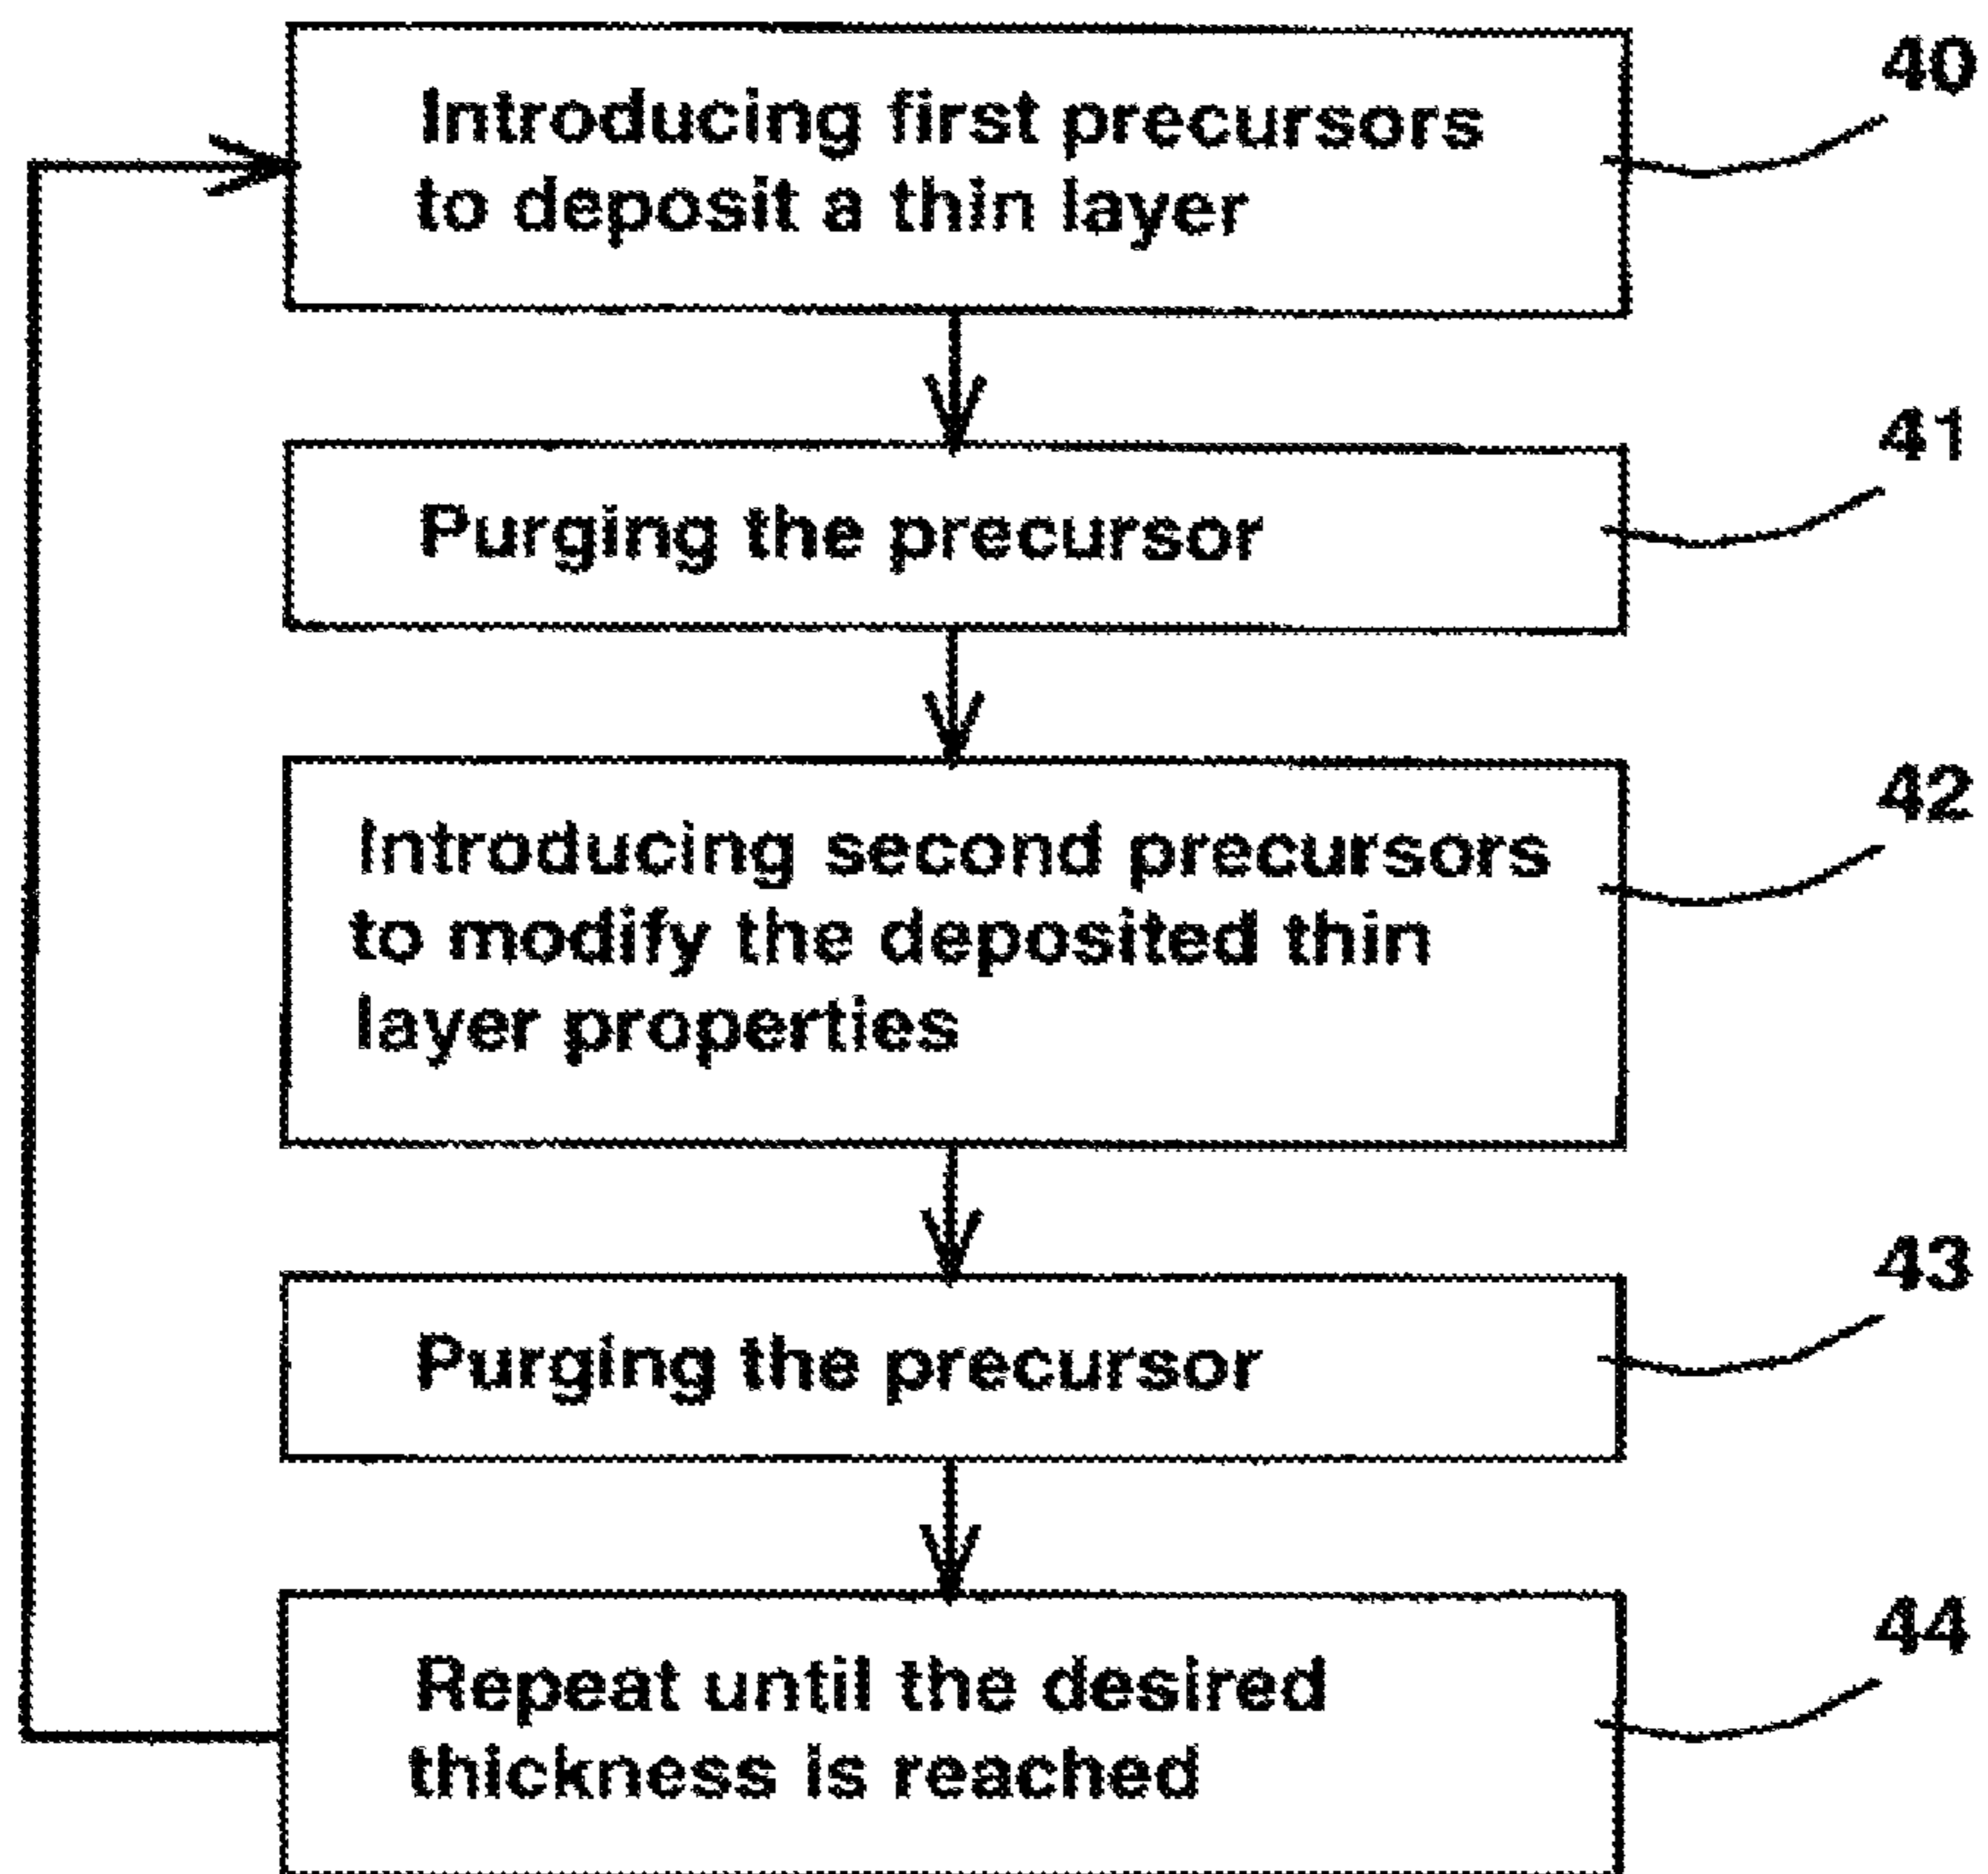 Introducing first precursors
to deposit a thin layer
40
Purging the precursor
41
Introducing second precursors
to modify the deposited thin
layer properties
42
Purging the precursor
43
Repeat until the desired
thickness is reached
44